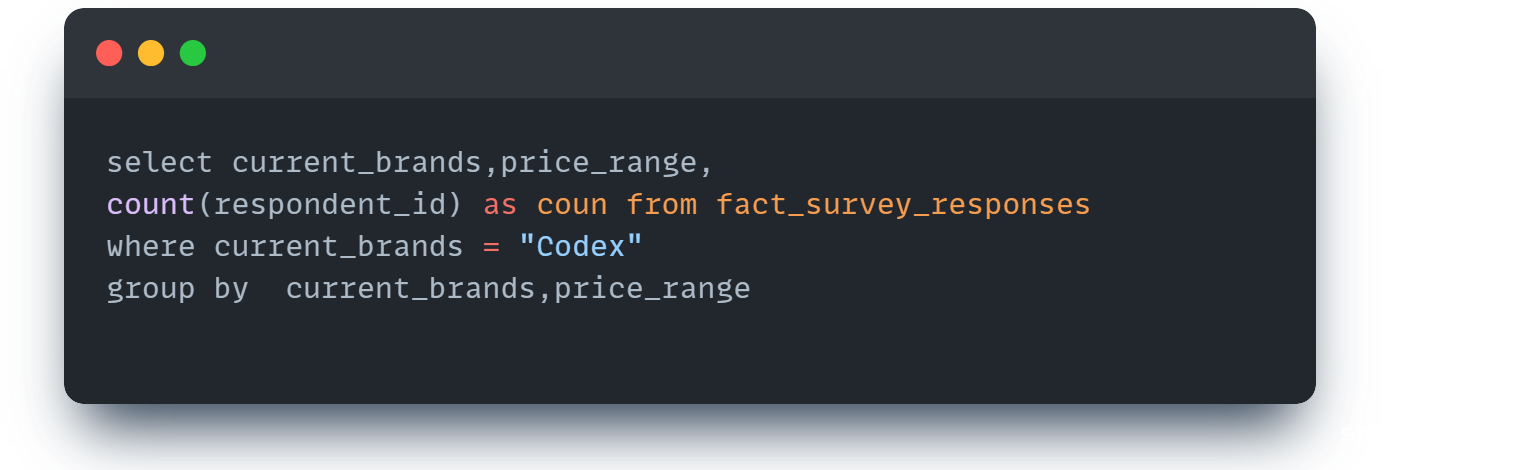 select current_brands,price_range,
count(respondent_id) as coun from fact_survey_responses
where current_brands = "Codex"
group by  current_brands,price_range